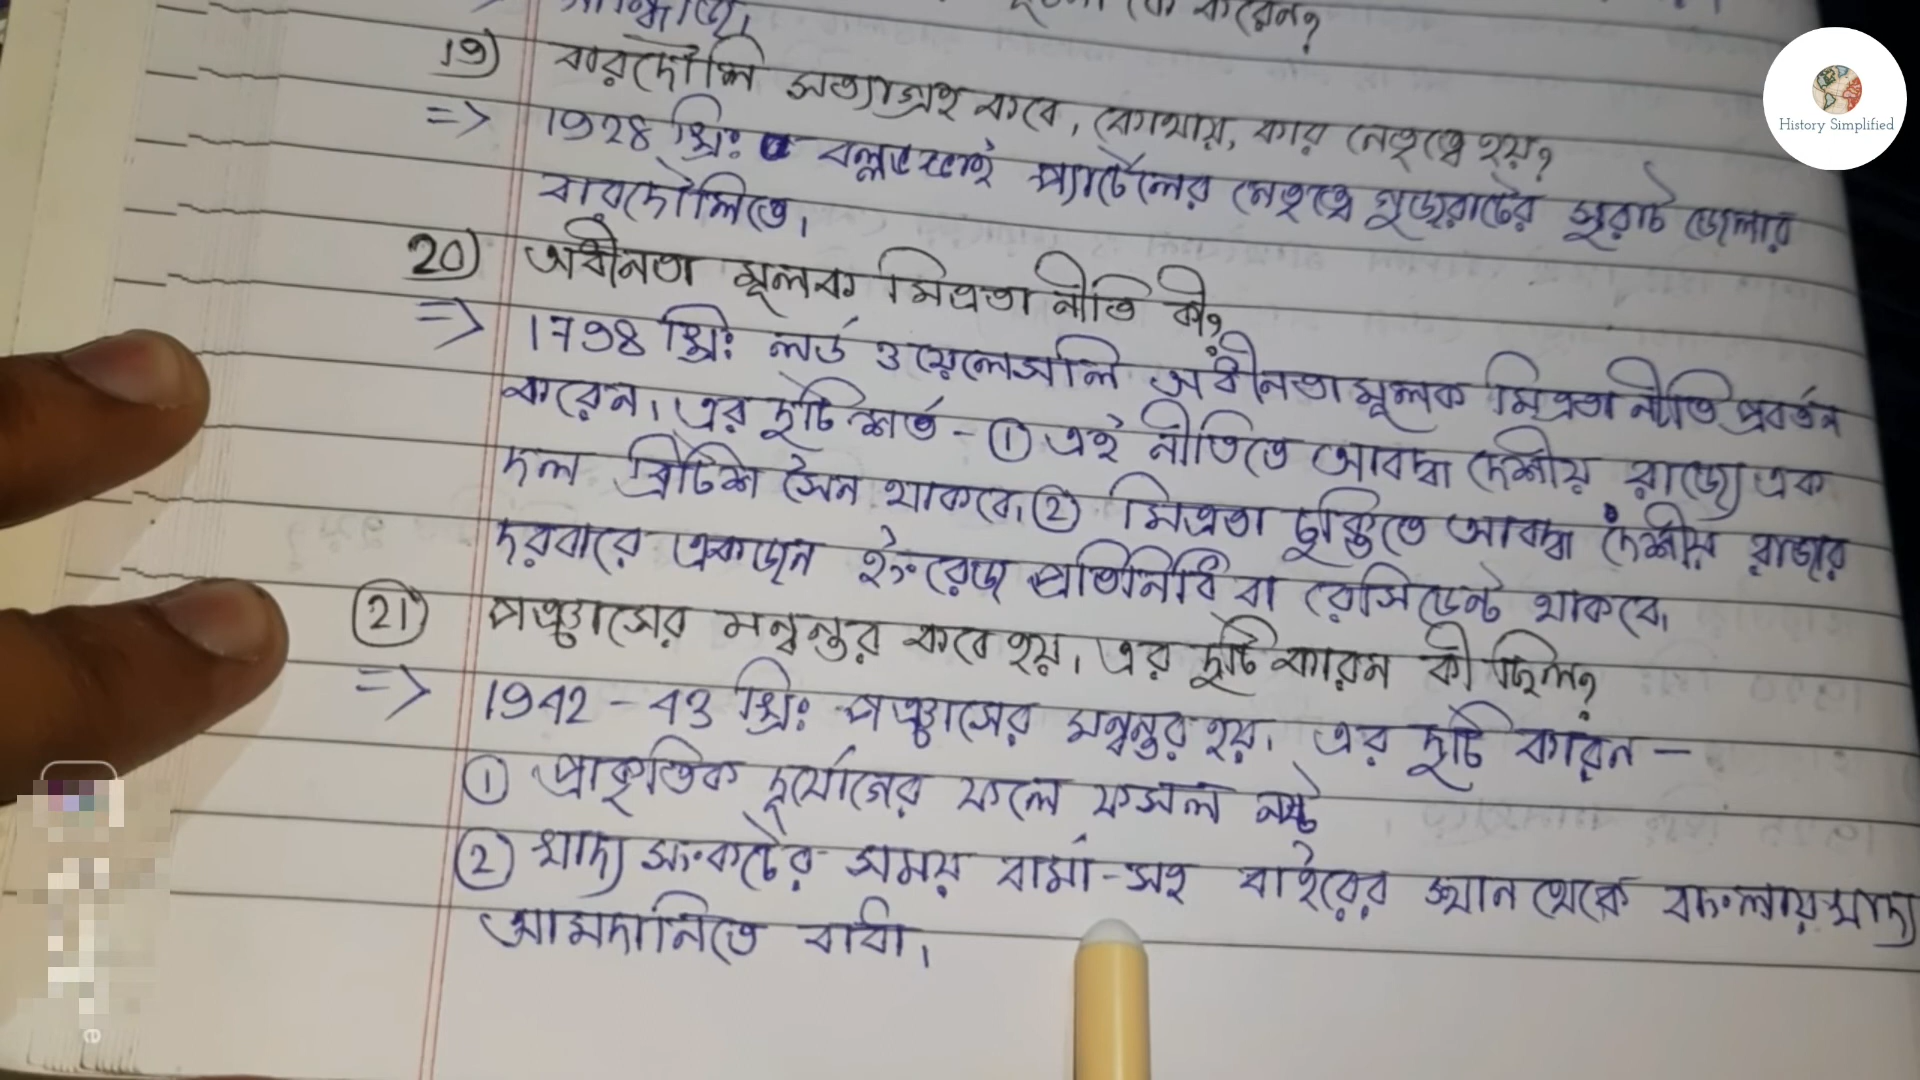 করেন?
19) বারদৌলি সত্যাগ্রহ কবে, কোথায়, কার নেতৃত্বে হয়?
=> 1928 খ্রিঃ বল্লভভাই প্যাটেলের নেতৃত্বে গুজরাটের সুরাট জেলার
বারদৌলিতে।
20) অধীনতা মূলক মিত্রতা নীতি কী?
=> 1798 খ্রিঃ লর্ড ওয়েলেসলি অধীনতামূলক মিত্রতা নীতি প্রবর্তন
করেন। এর দুটি শর্ত - ① এই নীতিতে আবদ্ধ দেশীয় রাজ্যে এক
দল ব্রিটিশ সৈন থাকবে। ② মিত্রতা চুক্তিতে আবদ্ধ দেশীয় রাজার
দরবারে একজন ইংরেজ প্রতিনিধি বা রেসিডেন্ট থাকবে।
21) পঞ্চাসের মন্বন্তর কবে হয়। এর দুটি কারন কী ছিল?
=> 1942 - 43 খ্রিঃ পঞ্চাসের মন্বন্তর হয়। এর দুটি কারন -
① প্রাকৃতিক দুর্যোগের ফলে ফসল নষ্ট
② খাদ্য সংকটের সময় বার্মা-সহ বাইরের স্থান থেকে বাংলায় খাদ্য
আমদানিতে বাধা।
History Simplified